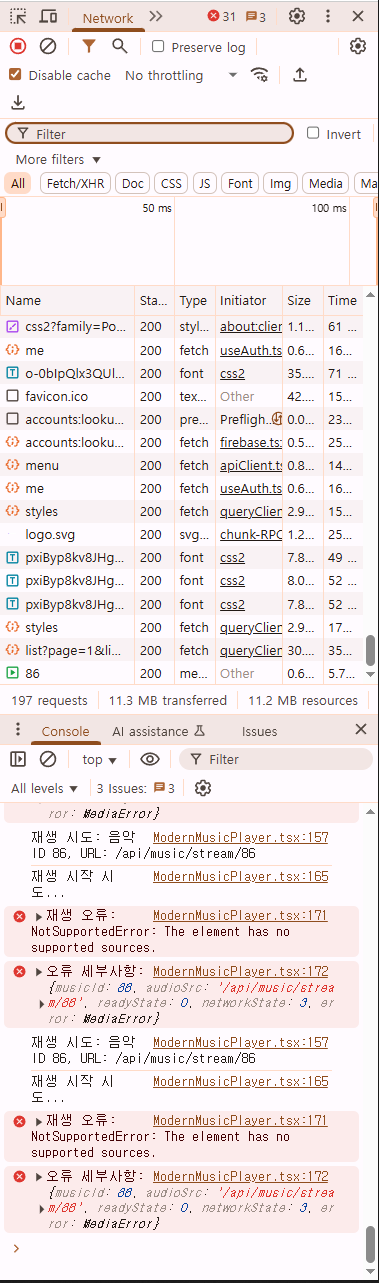 Network
31
3
Preserve log
Disable cache
No throttling
Filter
Invert
More filters
All
Fetch/XHR
Doc
CSS
JS
Font
Img
Media
Ma
50 ms
100 ms
Name Sta... Type Initiator Size Time
css2?family=Po... 200 styl... about:clien 1.1... 61 ...
me 200 fetch useAuth.ts 0.6... 16...
o-0bIpQlx3QUl... 200 font css2 35.... 71 ...
favicon.ico 200 tex... Other 42.... 15...
accounts:looku... 200 pre... Prefligh... 0.0... 23...
accounts:looku... 200 fetch firebase.ts: 0.5... 25...
menu 200 fetch apiClient.ts 0.8... 14...
me 200 fetch useAuth.ts 0.6... 16...
styles 200 fetch queryClien 2.9... 15...
logo.svg 200 svg... chunk-RPC 1.2... 25...
pxiByp8kv8JHg... 200 font css2 7.8... 49 ...
pxiByp8kv8JHg... 200 font css2 8.0... 52 ...
pxiByp8kv8JHg... 200 font css2 7.8... 52 ...
styles 200 fetch queryClien 2.9... 17...
list?page=1&li... 200 fetch queryClien 30.... 35...
86 200 me... Other 0.6... 5.7...
197 requests 11.3 MB transferred 11.2 MB resources
Console AI assistance Issues
top
Filter
All levels
3 Issues: 3
ror: MediaError}
재생 시도: 음악 ModernMusicPlayer.tsx:157
ID 86, URL: /api/music/stream/86
재생 시작 시 ModernMusicPlayer.tsx:165
도...
재생 오류: ModernMusicPlayer.tsx:171
NotSupportedError: The element has no
supported sources.
오류 세부사항: ModernMusicPlayer.tsx:172
{musicId: 86, audioSrc: '/api/music/strea
m/86', readyState: 0, networkState: 3, er
ror: MediaError}
재생 시도: 음악 ModernMusicPlayer.tsx:157
ID 86, URL: /api/music/stream/86
재생 시작 시 ModernMusicPlayer.tsx:165
도...
재생 오류: ModernMusicPlayer.tsx:171
NotSupportedError: The element has no
supported sources.
오류 세부사항: ModernMusicPlayer.tsx:172
{musicId: 86, audioSrc: '/api/music/strea
m/86', readyState: 0, networkState: 3, er
ror: MediaError}